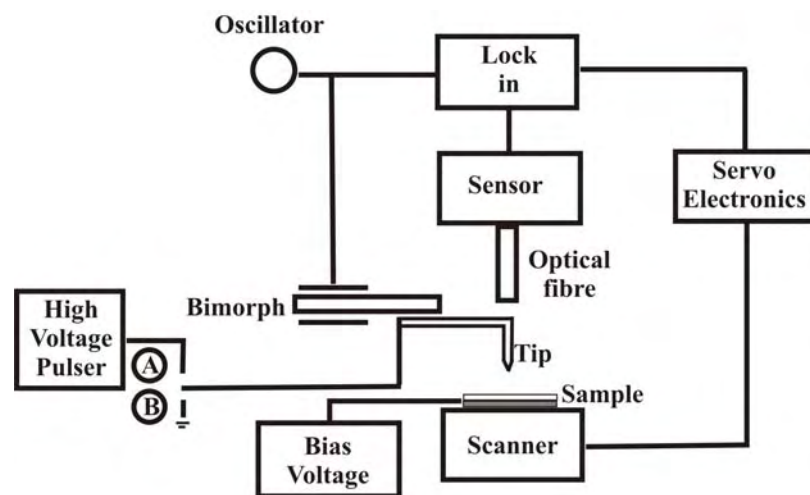 Oscillator
Lock
in
Sensor
Servo
Electronics
Optical
fibre
Bimorph
High
Voltage
Pulser
A
B
Tip
Sample
Bias
Voltage
Scanner